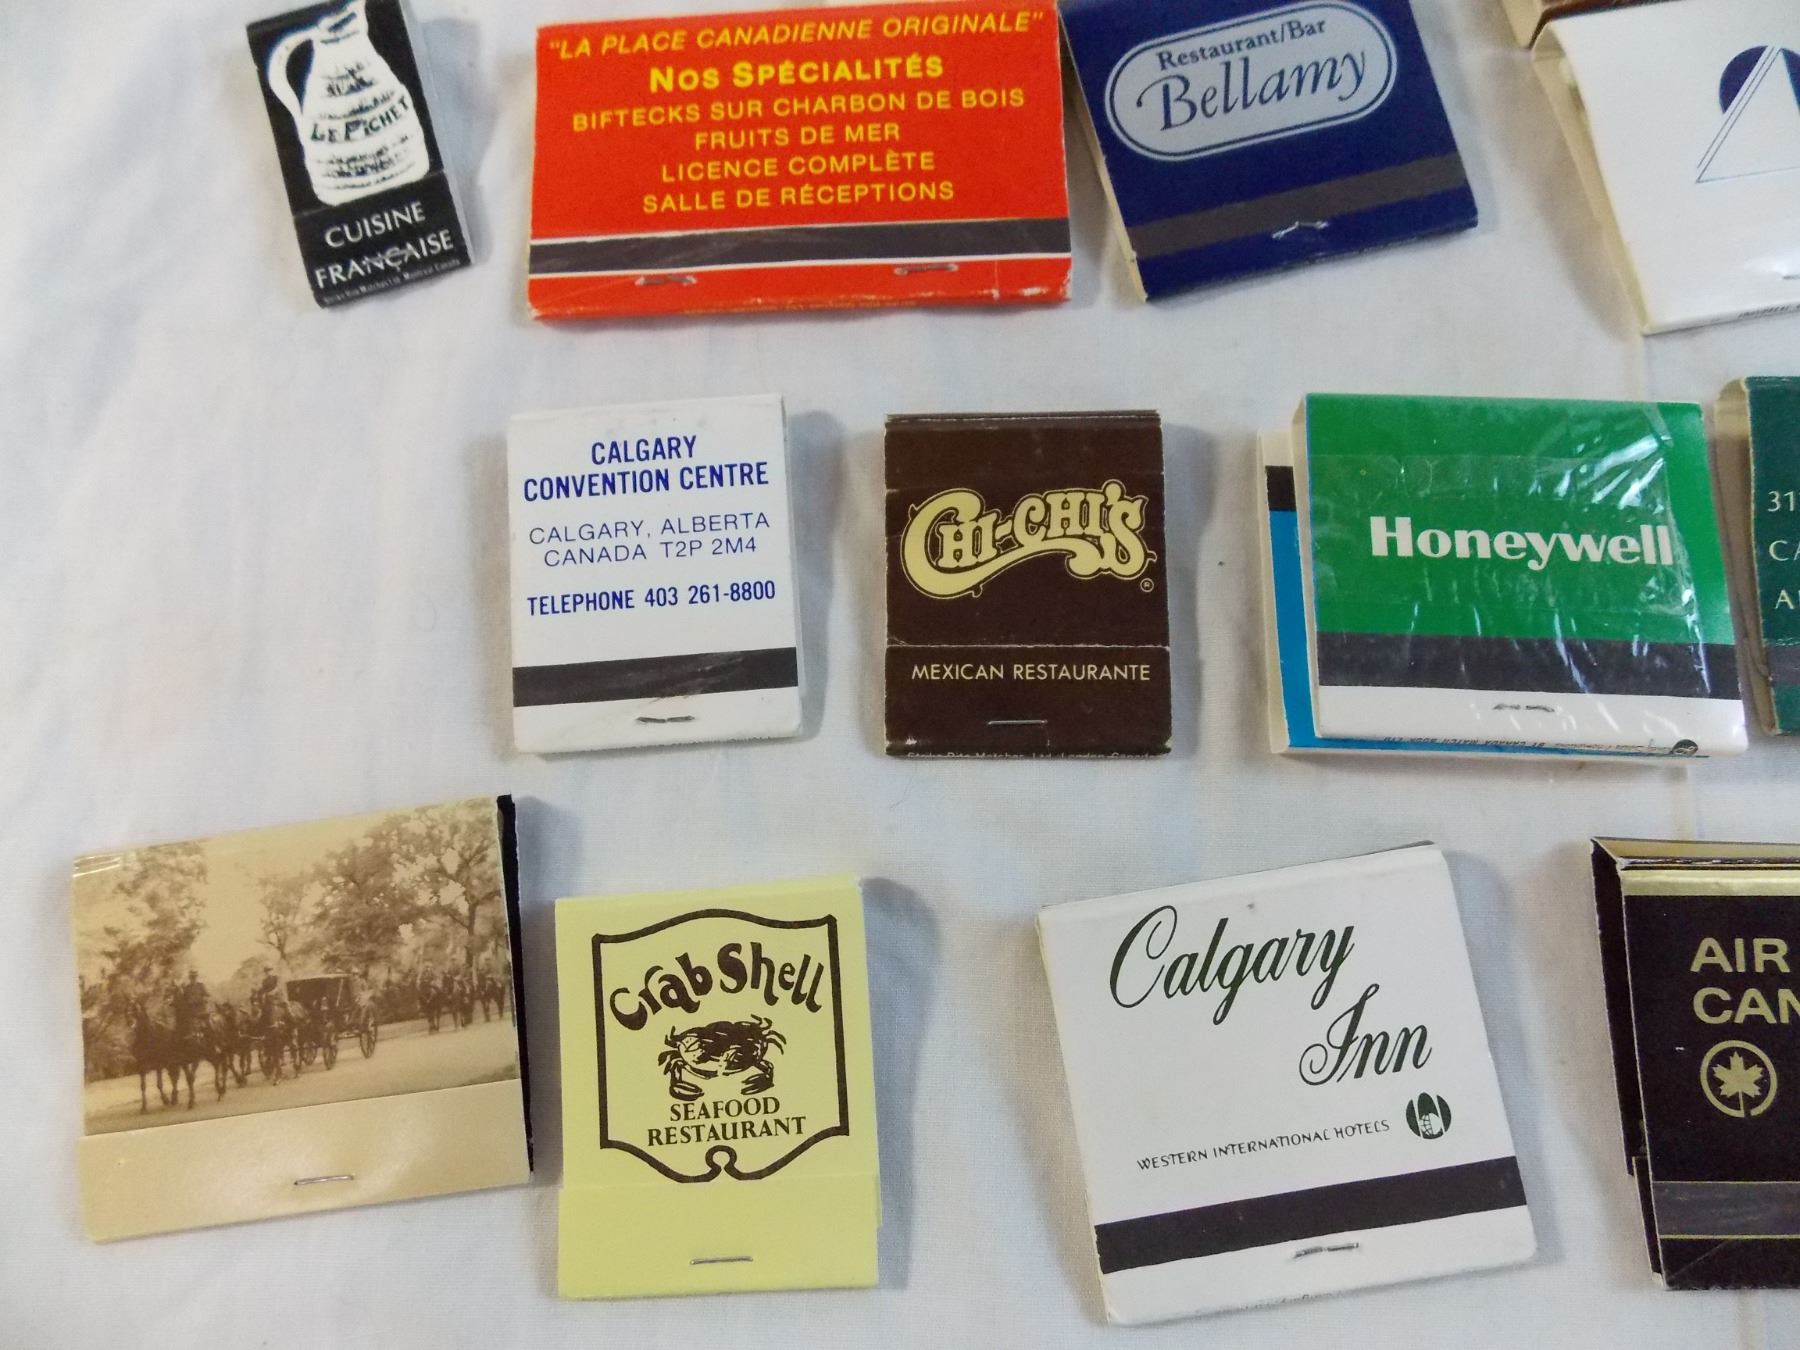 LE PICHET
CUISINE
FRANÇAISE
"LA PLACE CANADIENNE ORIGINALE"
NOS SPÉCIALITÉS
BIFTECKS SUR CHARBON DE BOIS
FRUITS DE MER
LICENCE COMPLÈTE
SALLE DE RÉCEPTIONS
Restaurant/Bar
Bellamy
CALGARY
CONVENTION CENTRE
CALGARY, ALBERTA
CANADA T2P 2M4
TELEPHONE 403 261-8800
CHI-CHI'S
®
MEXICAN RESTAURANTE
Honeywell
31
CA
Crab Shell
SEAFOOD
RESTAURANT
Calgary
Inn
WESTERN INTERNATIONAL HOTELS
AIR
CAN